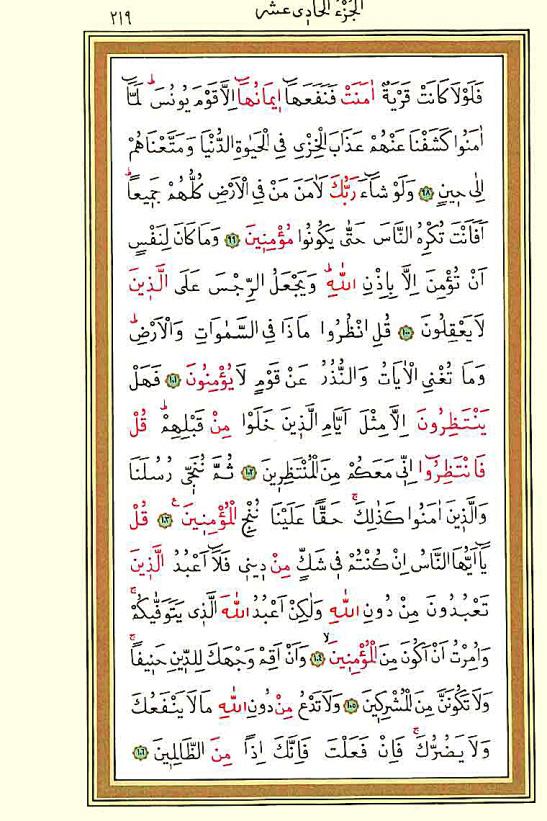 الجزء الحادى عشر
٢١٩
فَلَوْلَا كَانَتْ قَرْيَةٌ اٰمَنَتْ فَنَفَعَهَٓا ا۪يمَانُهَٓا اِلَّا قَوْمَ يُونُسَۜ لَمَّٓا
اٰمَنُوا كَشَفْنَا عَنْهُمْ عَذَابَ الْخِزْيِ فِي الْحَيٰوةِ الدُّنْيَا وَمَتَّعْنَاهُمْ
اِلٰى ح۪ينٍ ﴿٩٨﴾ وَلَوْ شَٓاءَ رَبُّكَ لَاٰمَنَ مَنْ فِي الْاَرْضِ كُلُّهُمْ جَم۪يعًاۜ
اَفَاَنْتَ تُكْرِهُ النَّاسَ حَتّٰى يَكُونُوا مُؤْمِن۪ينَ ﴿٩٩﴾ وَمَا كَانَ لِنَفْسٍ
اَنْ تُؤْمِنَ اِلَّا بِاِذْنِ اللّٰهِۜ وَيَجْعَلُ الرِّجْسَ عَلَى الَّذ۪ينَ
لَا يَعْقِلُونَ ﴿١٠٠﴾ قُلِ انْظُرُوا مَاذَا فِي السَّمٰوَاتِ وَالْاَرْضِۜ
وَمَا تُغْنِي الْاٰيَاتُ وَالنُّذُرُ عَنْ قَوْمٍ لَا يُؤْمِنُونَ ﴿١٠١﴾ فَهَلْ
يَنْتَظِرُونَ اِلَّا مِثْلَ اَيَّامِ الَّذ۪ينَ خَلَوْا مِنْ قَبْلِهِمْۜ قُلْ
فَانْتَظِرُٓوا اِنّ۪ي مَعَكُمْ مِنَ الْمُنْتَظِر۪ينَ ﴿١٠٢﴾ ثُمَّ نُنَجّ۪ي رُسُلَنَا
وَالَّذ۪ينَ اٰمَنُوا كَذٰلِكَۚ حَقًّا عَلَيْنَا نُنْجِ الْمُؤْمِن۪ينَ۟ ﴿١٠٣﴾ قُلْ
يَٓا اَيُّهَا النَّاسُ اِنْ كُنْتُمْ ف۪ي شَكٍّ مِنْ د۪ين۪ي فَلَٓا اَعْبُدُ الَّذ۪ينَ
تَعْبُدُونَ مِنْ دُونِ اللّٰهِ وَلٰكِنْ اَعْبُدُ اللّٰهَ الَّذ۪ي يَتَوَفّٰيكُمْۚ
وَاُمِرْتُ اَنْ اَكُونَ مِنَ الْمُؤْمِن۪ينَۙ ﴿١٠٤﴾ وَاَنْ اَقِمْ وَجْهَكَ لِلدّ۪ينِ حَن۪يفًاۚ
وَلَا تَكُونَنَّ مِنَ الْمُشْرِك۪ينَ ﴿١٠٥﴾ وَلَا تَدْعُ مِنْ دُونِ اللّٰهِ مَا لَا يَنْفَعُكَ
وَلَا يَضُرُّكَۚ فَاِنْ فَعَلْتَ فَاِنَّكَ اِذًا مِنَ الظَّالِم۪ينَ ﴿١٠٦﴾